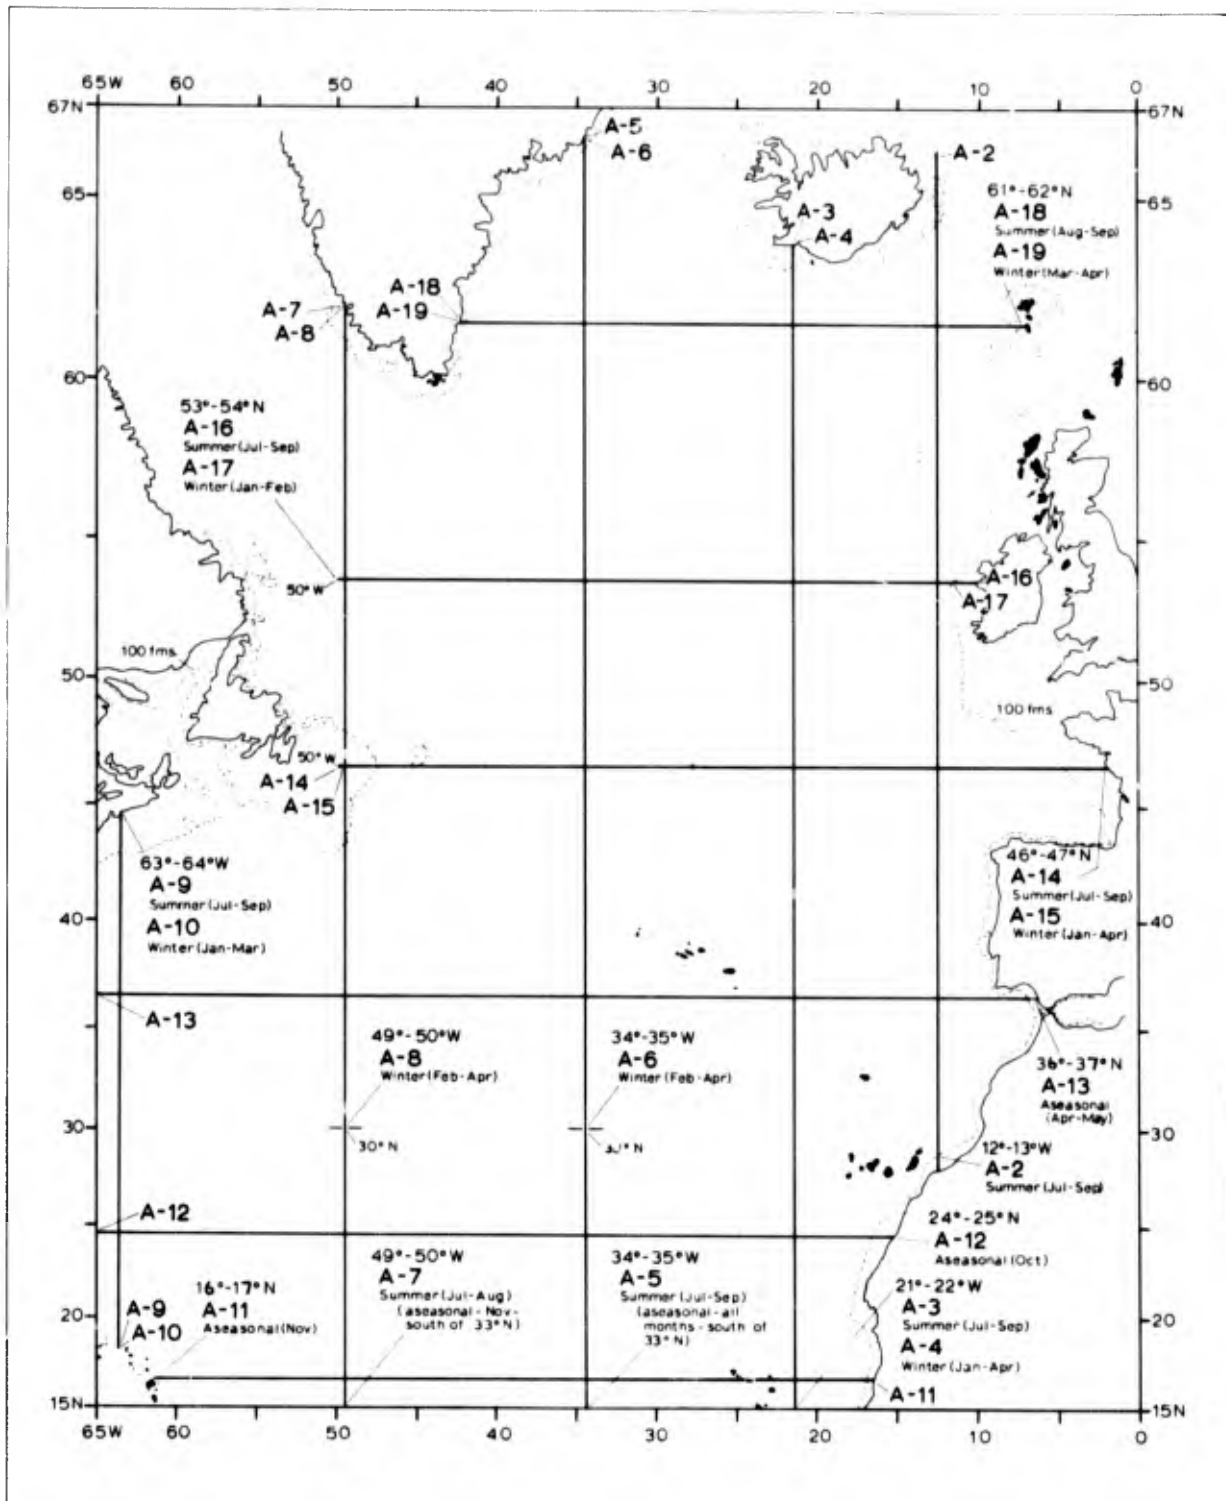 65W 60 50 40 30 20 10 0
67N
67N
A-5
A-6
A-2
65
65
61°-62°N
A-18
Summer(Aug-Sep)
A-19
Winter(Mar-Apr)
A-3
A-4
A-18
A-19
A-7
A-8
60
60
53°-54°N
A-16
Summer(Jul-Sep)
A-17
Winter(Jan-Feb)
50°W
A-16
A-17
100 fms.
50
50
100 fms.
50°W
A-14
A-15
63°-64°W
A-9
Summer(Jul-Sep)
A-10
Winter(Jan-Mar)
46°-47°N
A-14
Summer(Jul-Sep)
A-15
Winter(Jan-Apr)
40
40
A-13
49°-50°W
A-8
Winter(Feb-Apr)
34°-35°W
A-6
Winter(Feb-Apr)
36°-37°N
A-13
Aseasonal
(Apr-May)
30
30
30°N
30°N
12°-13°W
A-2
Summer(Jul-Sep)
A-12
24°-25°N
A-12
Aseasonal(Oct)
49°-50°W
A-7
Summer(Jul-Aug)
(aseasonal-Nov-
south of 33°N)
34°-35°W
A-5
Summer(Jul-Sep)
(aseasonal-all
months-south of
33°N)
16°-17°N
A-11
Aseasonal(Nov)
21°-22°W
A-3
Summer(Jul-Sep)
A-4
Winter(Jan-Apr)
20
20
A-9
A-10
A-11
15N
15N
65W 60 50 40 30 20 10 0